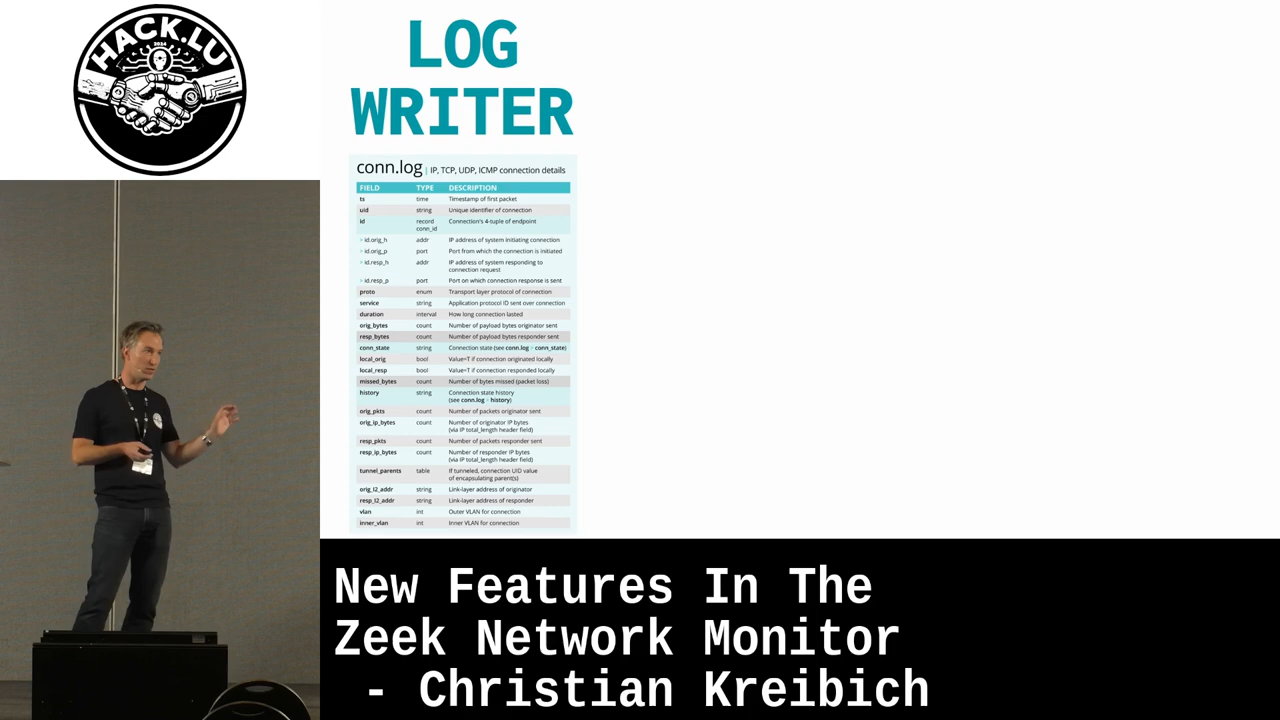 HACK.LU
2024
LOG
WRITER
conn.log | IP, TCP, UDP, ICMP connection details
FIELD TYPE DESCRIPTION
ts time Timestamp of first packet
uid string Unique identifier of connection
id record Connection's 4-tuple of endpoint
conn_id
> id.orig_h addr IP address of system initiating connection
> id.orig_p port Port from which the connection is initiated
> id.resp_h addr IP address of system responding to
connection request
> id.resp_p port Port on which connection response is sent
proto enum Transport layer protocol of connection
service string Application protocol ID sent over connection
duration interval How long connection lasted
orig_bytes count Number of payload bytes originator sent
resp_bytes count Number of payload bytes responder sent
conn_state string Connection state (see conn.log > conn_state)
local_orig bool Value=T if connection originated locally
local_resp bool Value=T if connection responded locally
missed_bytes count Number of bytes missed (packet loss)
history string Connection state history
(see conn.log > history)
orig_pkts count Number of packets originator sent
orig_ip_bytes count Number of originator IP bytes
(via IP total_length header field)
resp_pkts count Number of packets responder sent
resp_ip_bytes count Number of responder IP bytes
(via IP total_length header field)
tunnel_parents table If tunneled, connection UID value
of encapsulating parent(s)
orig_l2_addr string Link-layer address of originator
resp_l2_addr string Link-layer address of responder
vlan int Outer VLAN for connection
inner_vlan int Inner VLAN for connection
New Features In The
Zeek Network Monitor
- Christian Kreibich